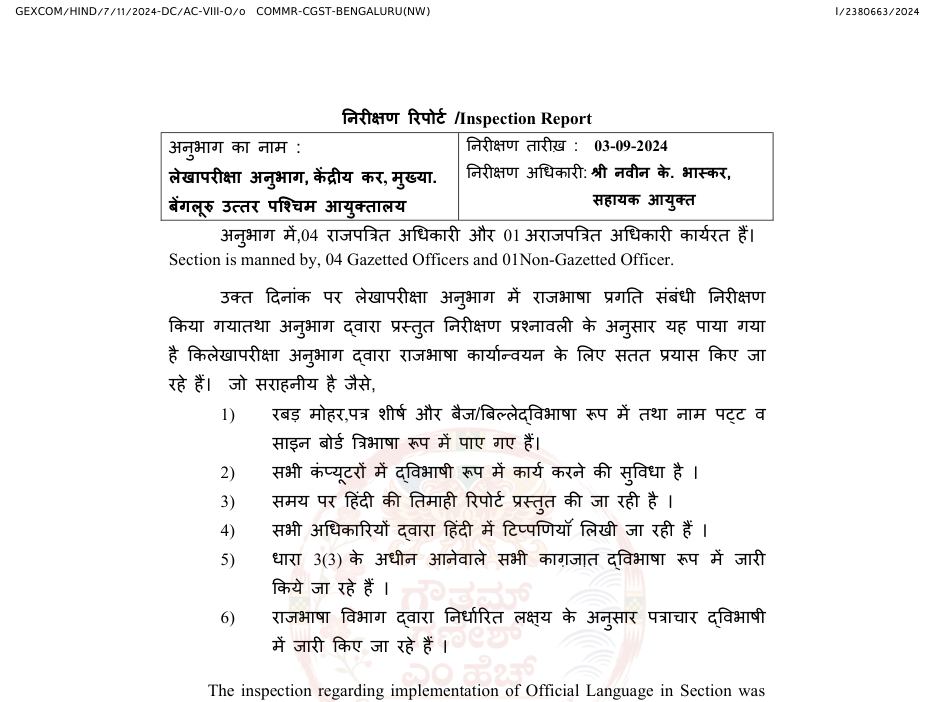 GEXCOM/HIND/7/11/2024-DC/AC-VIII-O/o COMMR-CGST-BENGALURU(NW) I/2380663/2024
निरीक्षण रिपोर्ट /Inspection Report
अनुभाग का नाम :
लेखापरीक्षा अनुभाग, केंद्रीय कर, मुख्या.
बेंगलूरु उत्तर पश्चिम आयुक्तालय
निरीक्षण तारीख़ : 03-09-2024
निरीक्षण अधिकारी: श्री नवीन के. भास्कर,
सहायक आयुक्त
अनुभाग में,04 राजपत्रित अधिकारी और 01 अराजपत्रित अधिकारी कार्यरत हैं।
Section is manned by, 04 Gazetted Officers and 01Non-Gazetted Officer.
उक्त दिनांक पर लेखापरीक्षा अनुभाग में राजभाषा प्रगति संबंधी निरीक्षण
किया गयातथा अनुभाग द्वारा प्रस्तुत निरीक्षण प्रश्नावली के अनुसार यह पाया गया
है किलेखापरीक्षा अनुभाग द्वारा राजभाषा कार्यान्वयन के लिए सतत प्रयास किए जा
रहे हैं। जो सराहनीय है जैसे,
1) रबड़ मोहर,पत्र शीर्ष और बैज/बिल्लेद्विभाषा रूप में तथा नाम पट्ट व
साइन बोर्ड त्रिभाषा रूप में पाए गए हैं।
2) सभी कंप्यूटरों में द्विभाषी रूप में कार्य करने की सुविधा है ।
3) समय पर हिंदी की तिमाही रिपोर्ट प्रस्तुत की जा रही है ।
4) सभी अधिकारियों द्वारा हिंदी में टिप्पणियाँ लिखी जा रही हैं ।
5) धारा 3(3) के अधीन आनेवाले सभी काग़ज़ात द्विभाषा रूप में जारी
किये जा रहे हैं ।
6) राजभाषा विभाग द्वारा निर्धारित लक्ष्य के अनुसार पत्राचार द्विभाषी
में जारी किए जा रहे हैं ।
ಗೌತಮ್
ಗಣೇಶ್
ಎಂ ಹೆಚ್
The inspection regarding implementation of Official Language in Section was